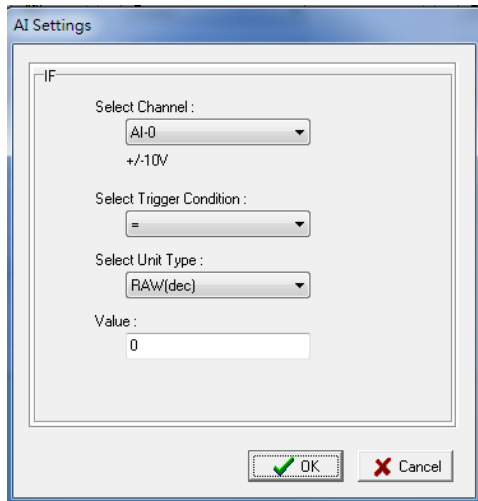 AI Settings
IF
Select Channel :
AI-0
+/-10V
Select Trigger Condition :
=
Select Unit Type :
RAW(dec)
Value :
0
OK Cancel